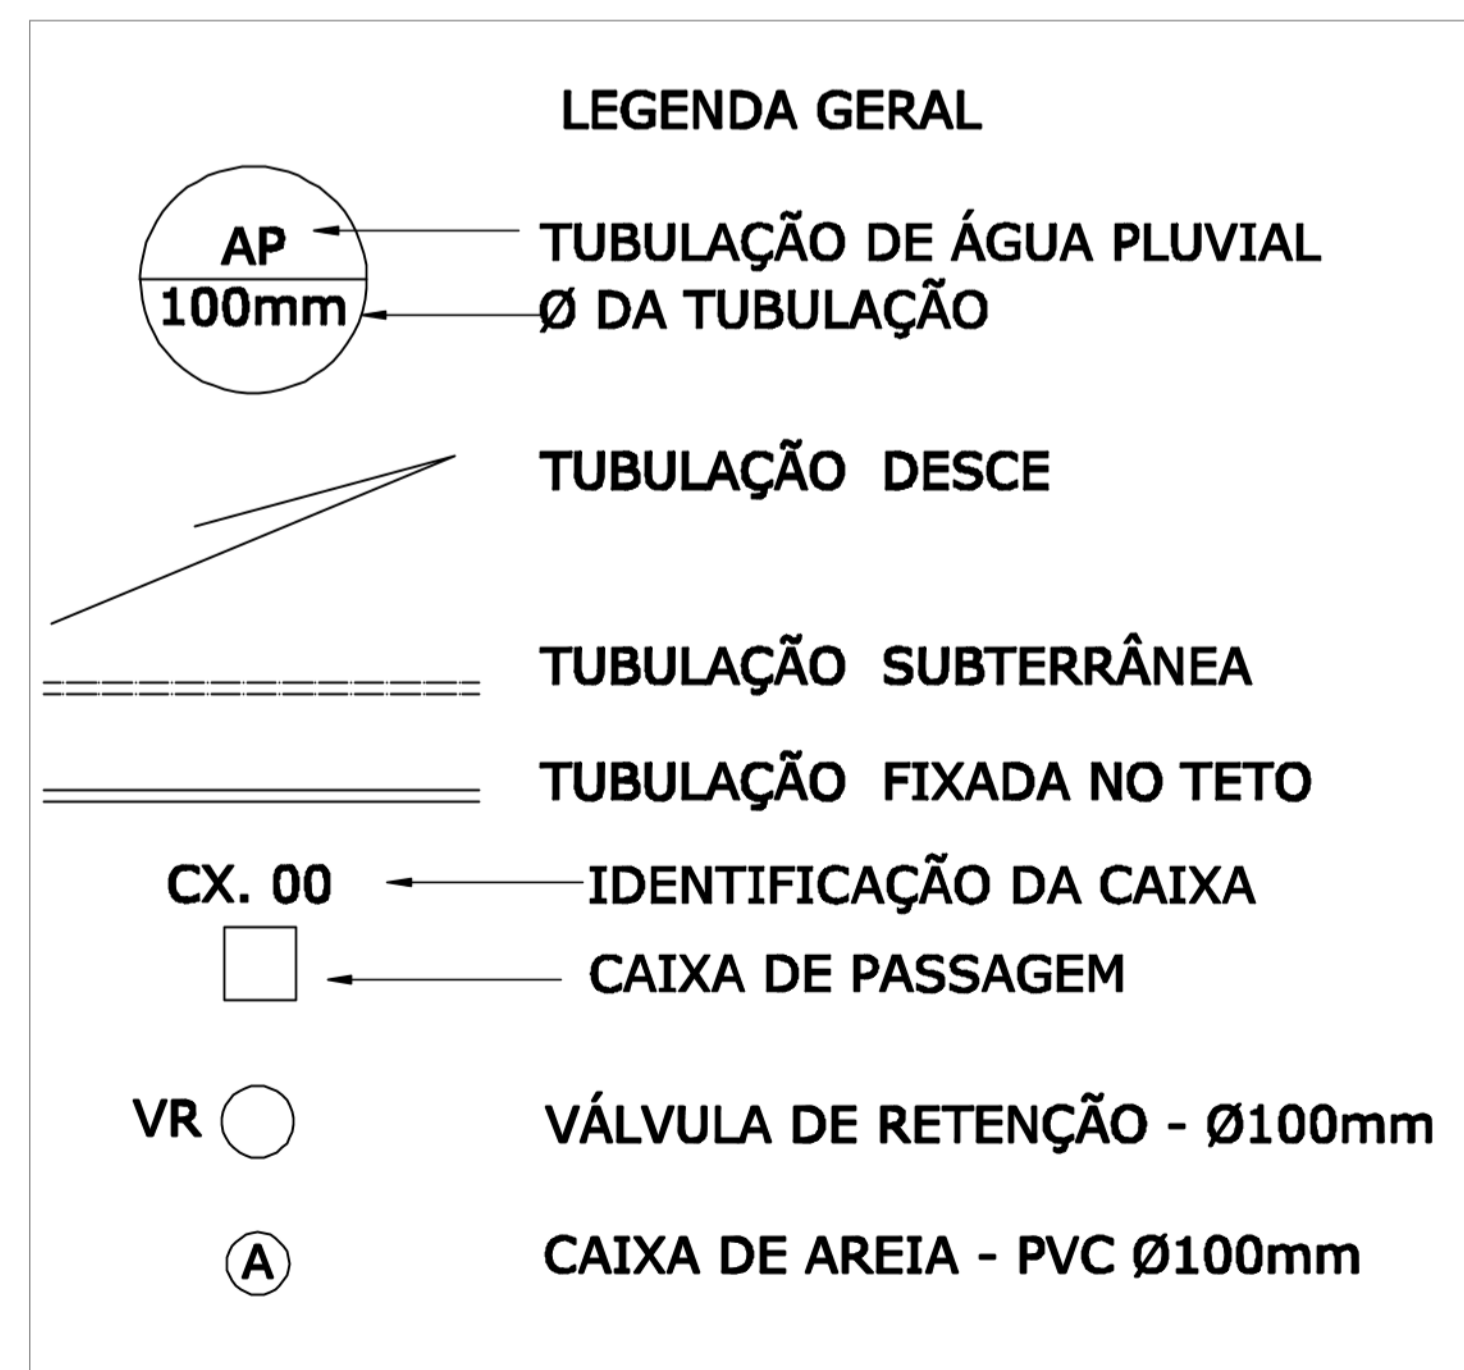 LEGENDA GERAL
AP
TUBULAÇÃO DE ÁGUA PLUVIAL
100mm
Ø DA TUBULAÇÃO
TUBULAÇÃO DESCE
TUBULAÇÃO SUBTERRÂNEA
TUBULAÇÃO FIXADA NO TETO
CX. 00
IDENTIFICAÇÃO DA CAIXA
CAIXA DE PASSAGEM
VR
VÁLVULA DE RETENÇÃO - Ø100mm
A
CAIXA DE AREIA - PVC Ø100mm